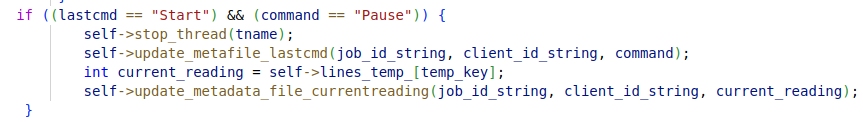 if ((lastcmd == "Start") && (command == "Pause")) {
self->stop_thread(tname);
self->update_metafile_lastcmd(job_id_string, client_id_string, command);
int current_reading = self->lines_temp_[temp_key];
self->update_metadata_file_currentreading(job_id_string, client_id_string, current_reading);
}